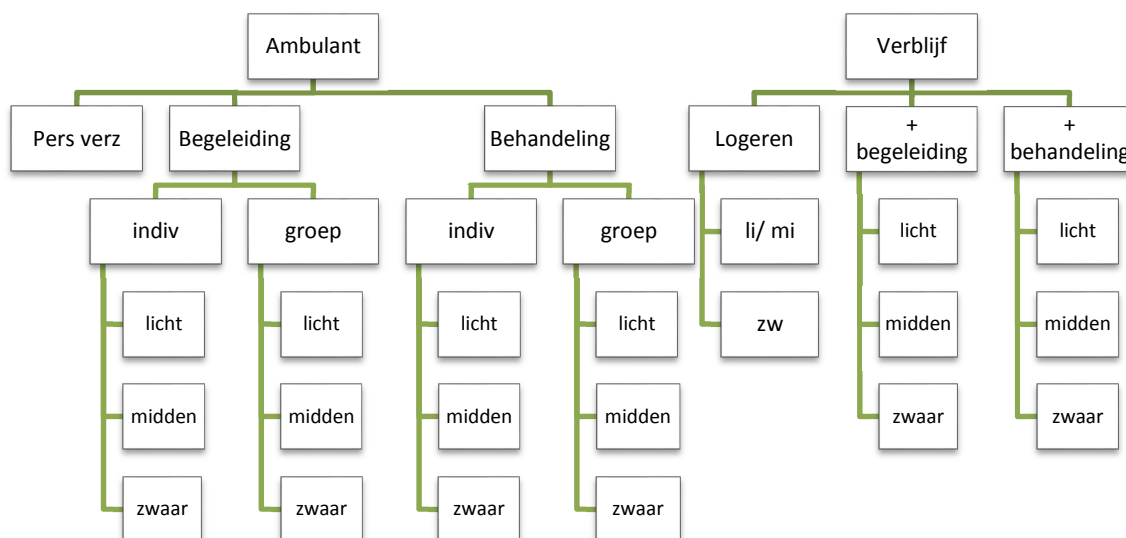 Ambulant
Verblijf
Pers verz
Begeleiding
Behandeling
Logeren
+
begeleiding
+
behandeling
indiv
groep
indiv
groep
li/ mi
licht
licht
licht
licht
licht
licht
zw
midden
midden
midden
midden
midden
midden
zwaar
zwaar
zwaar
zwaar
zwaar
zwaar